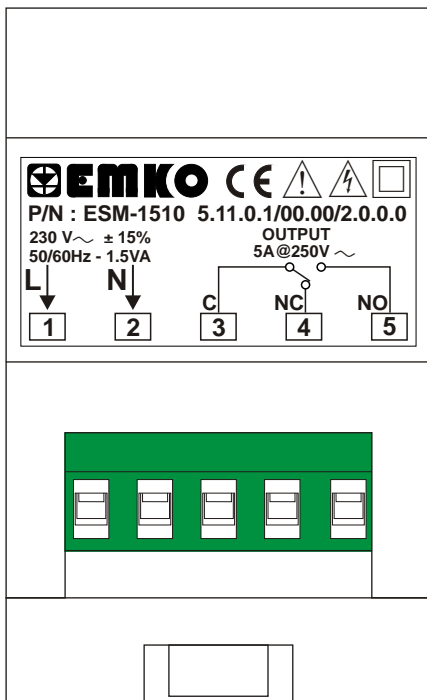 EMKO CE
P/N : ESM-1510 5.11.0.1/00.00/2.0.0.0
230 V~ ± 15%
50/60Hz - 1.5VA
OUTPUT
5A@250V ~
L N C NC NO
1 2 3 4 5